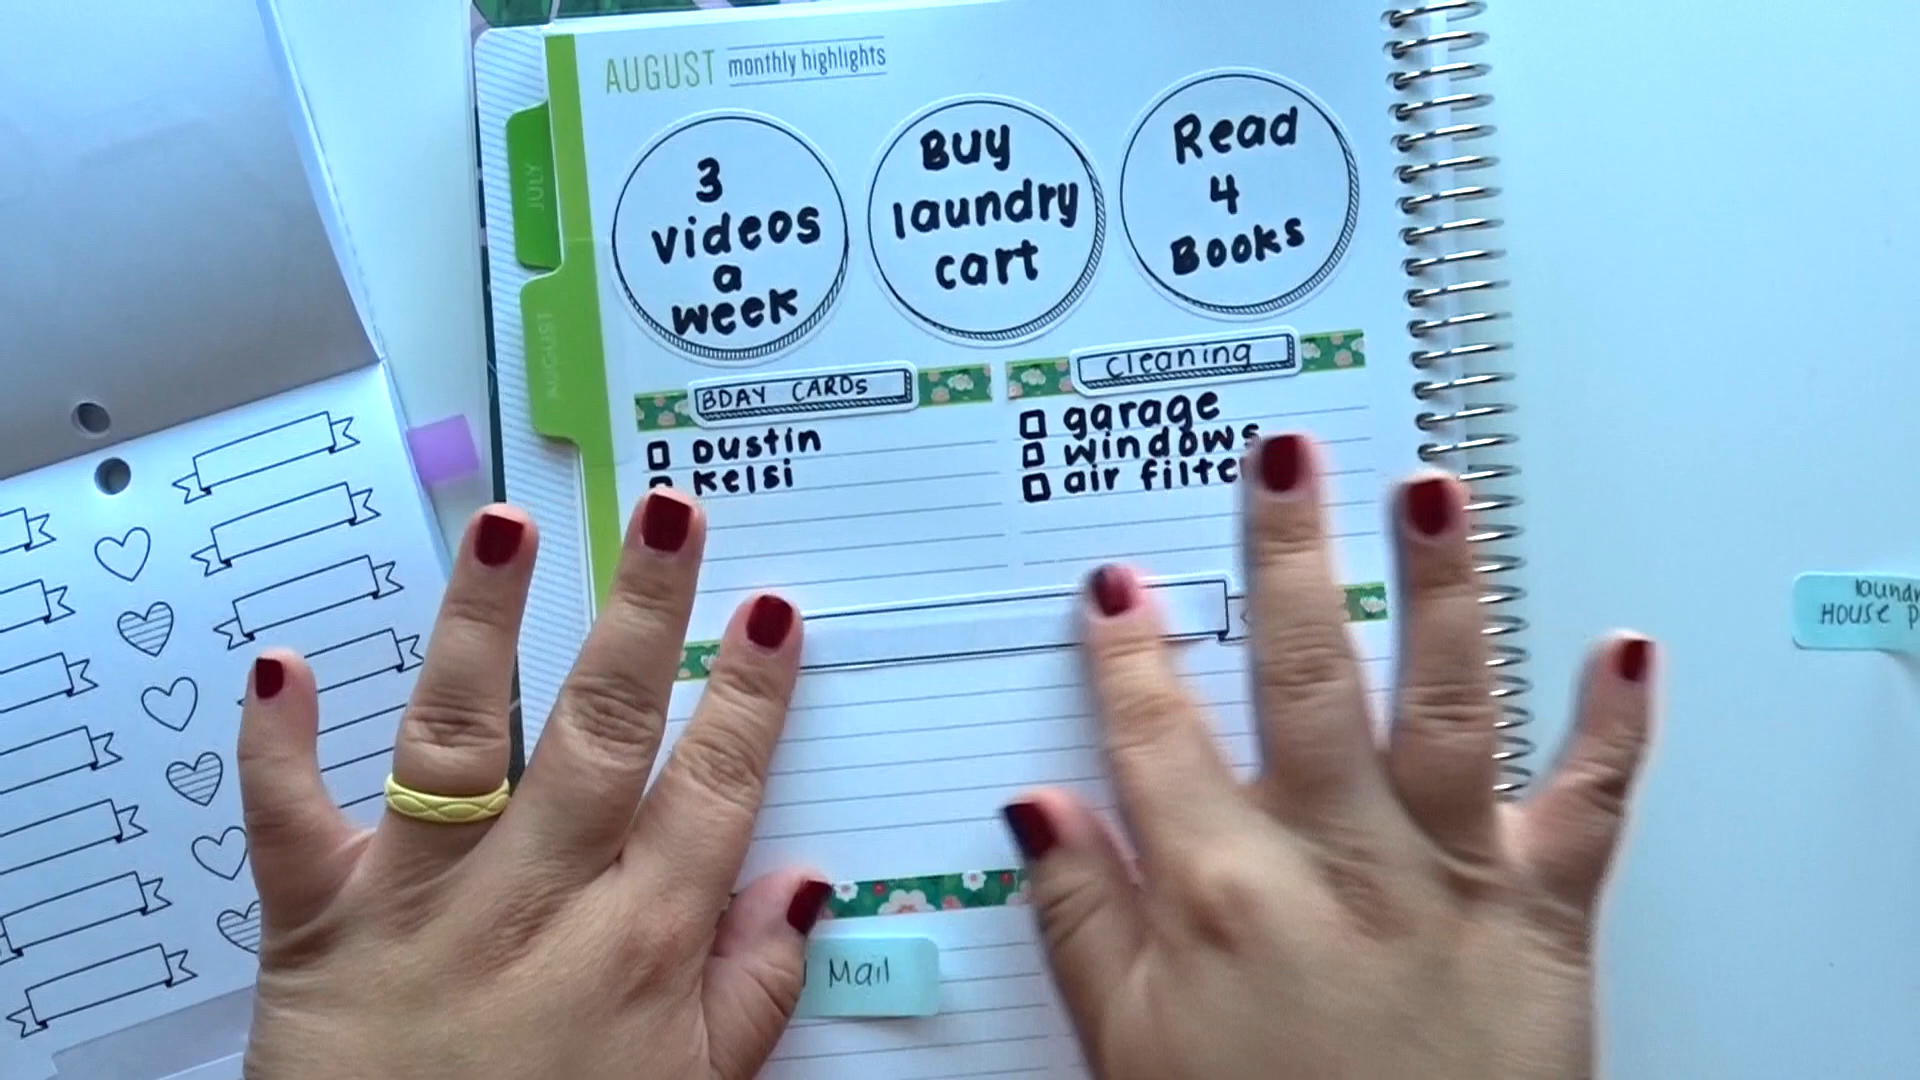 AUGUST monthly highlights
3
videos
a
week
Buy
laundry
cart
Read
4
Books
BDAY CARDS
Dustin
Kelsi
Cleaning
garage
windows
air
JULY
AUGUST
Mail
House